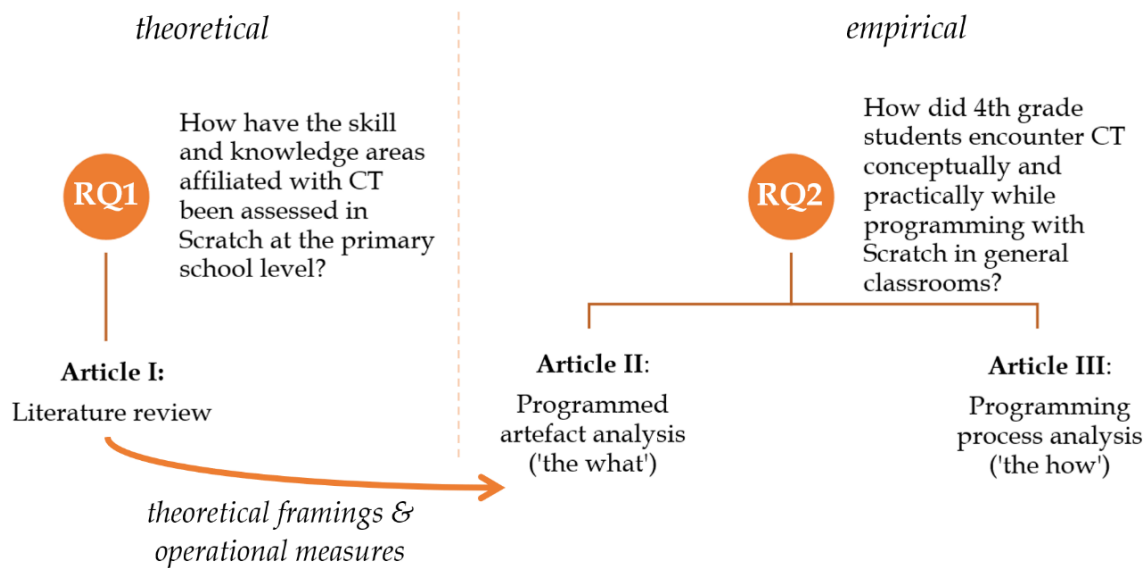 theoretical
empirical
RQ1
How have the skill
and knowledge areas
affiliated with CT
been assessed in
Scratch at the primary
school level?
RQ2
How did 4th grade
students encounter CT
conceptually and
practically while
programming with
Scratch in general
classrooms?
Article I:
Literature review
Article II:
Programmed
artefact analysis
('the what')
Article III:
Programming
process analysis
('the how')
theoretical framings &
operational measures